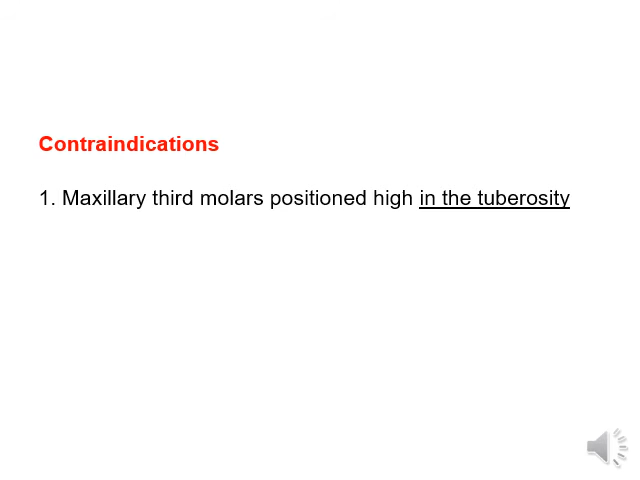 Contraindications
1. Maxillary third molars positioned high in the tuberosity